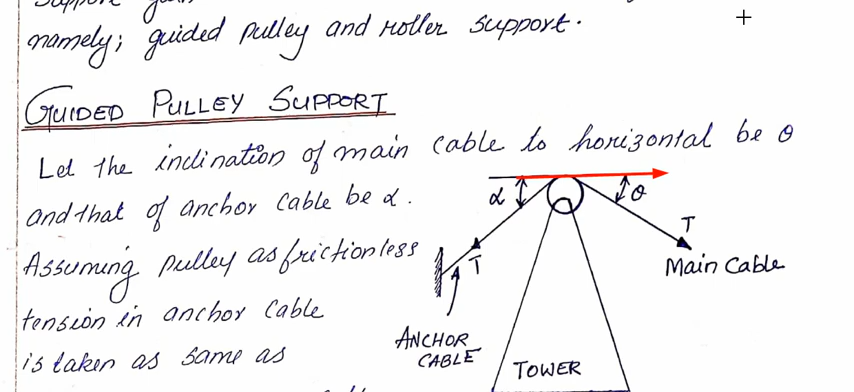 support
namely; guided pulley and roller support.
GUIDED PULLEY SUPPORT
Let the inclination of main cable to horizontal be θ
and that of anchor cable be α.
Assuming pulley as frictionless
tension in anchor cable
is taken as same as
α
θ
T
T
Main Cable
ANCHOR
CABLE
TOWER